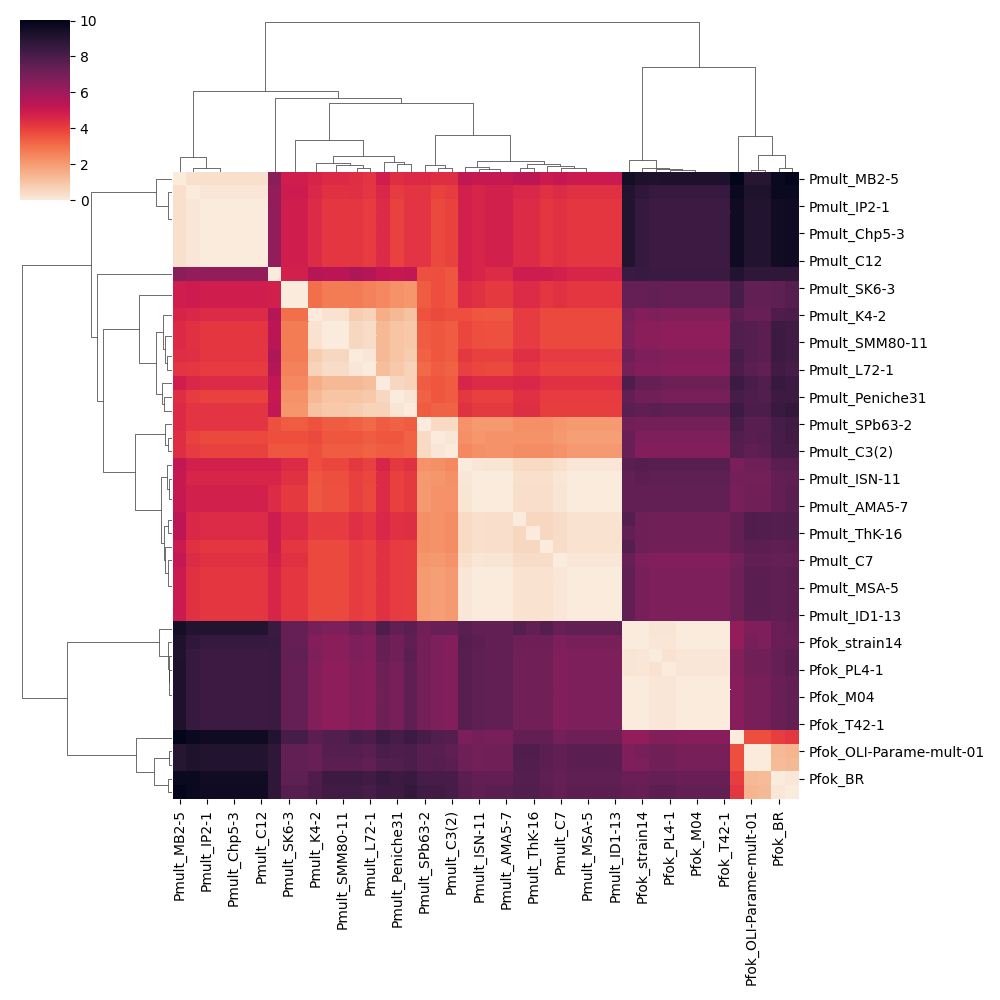 10
8
6
4
2
0
Pmult_MB2-5
Pmult_IP2-1
Pmult_Chp5-3
Pmult_C12
Pmult_SK6-3
Pmult_K4-2
Pmult_SMM80-11
Pmult_L72-1
Pmult_Peniche31
Pmult_SPb63-2
Pmult_C3(2)
Pmult_ISN-11
Pmult_AMA5-7
Pmult_ThK-16
Pmult_C7
Pmult_MSA-5
Pmult_ID1-13
Pfok_strain14
Pfok_PL4-1
Pfok_M04
Pfok_T42-1
Pfok_OLI-Parame-mult-01
Pfok_BR
Pmult_MB2-5
Pmult_IP2-1
Pmult_Chp5-3
Pmult_C12
Pmult_SK6-3
Pmult_K4-2
Pmult_SMM80-11
Pmult_L72-1
Pmult_Peniche31
Pmult_SPb63-2
Pmult_C3(2)
Pmult_ISN-11
Pmult_AMA5-7
Pmult_ThK-16
Pmult_C7
Pmult_MSA-5
Pmult_ID1-13
Pfok_strain14
Pfok_PL4-1
Pfok_M04
Pfok_T42-1
Pfok_OLI-Parame-mult-01
Pfok_BR